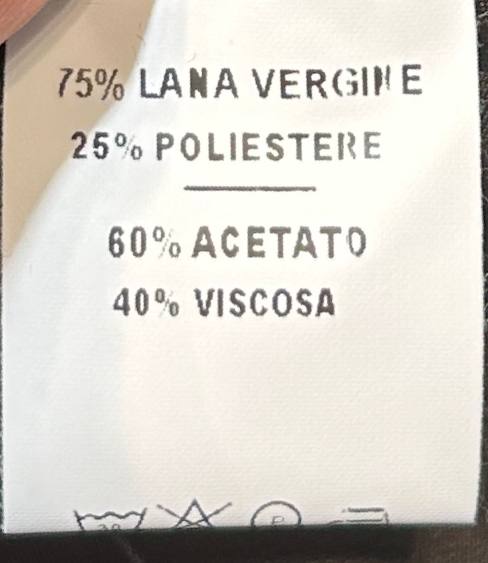 75% LANA VERGINE
25% POLIESTERE
60% ACETATO
40% VISCOSA
P